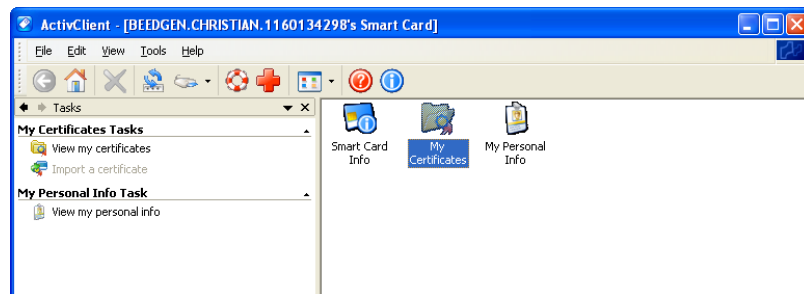 ActivClient - [BEEDGEN.CHRISTIAN.1160134298's Smart Card]
File Edit View Tools Help
Tasks
My Certificates Tasks
View my certificates
Import a certificate
My Personal Info Task
View my personal info
Smart Card
Info
My
Certificates
My Personal
Info